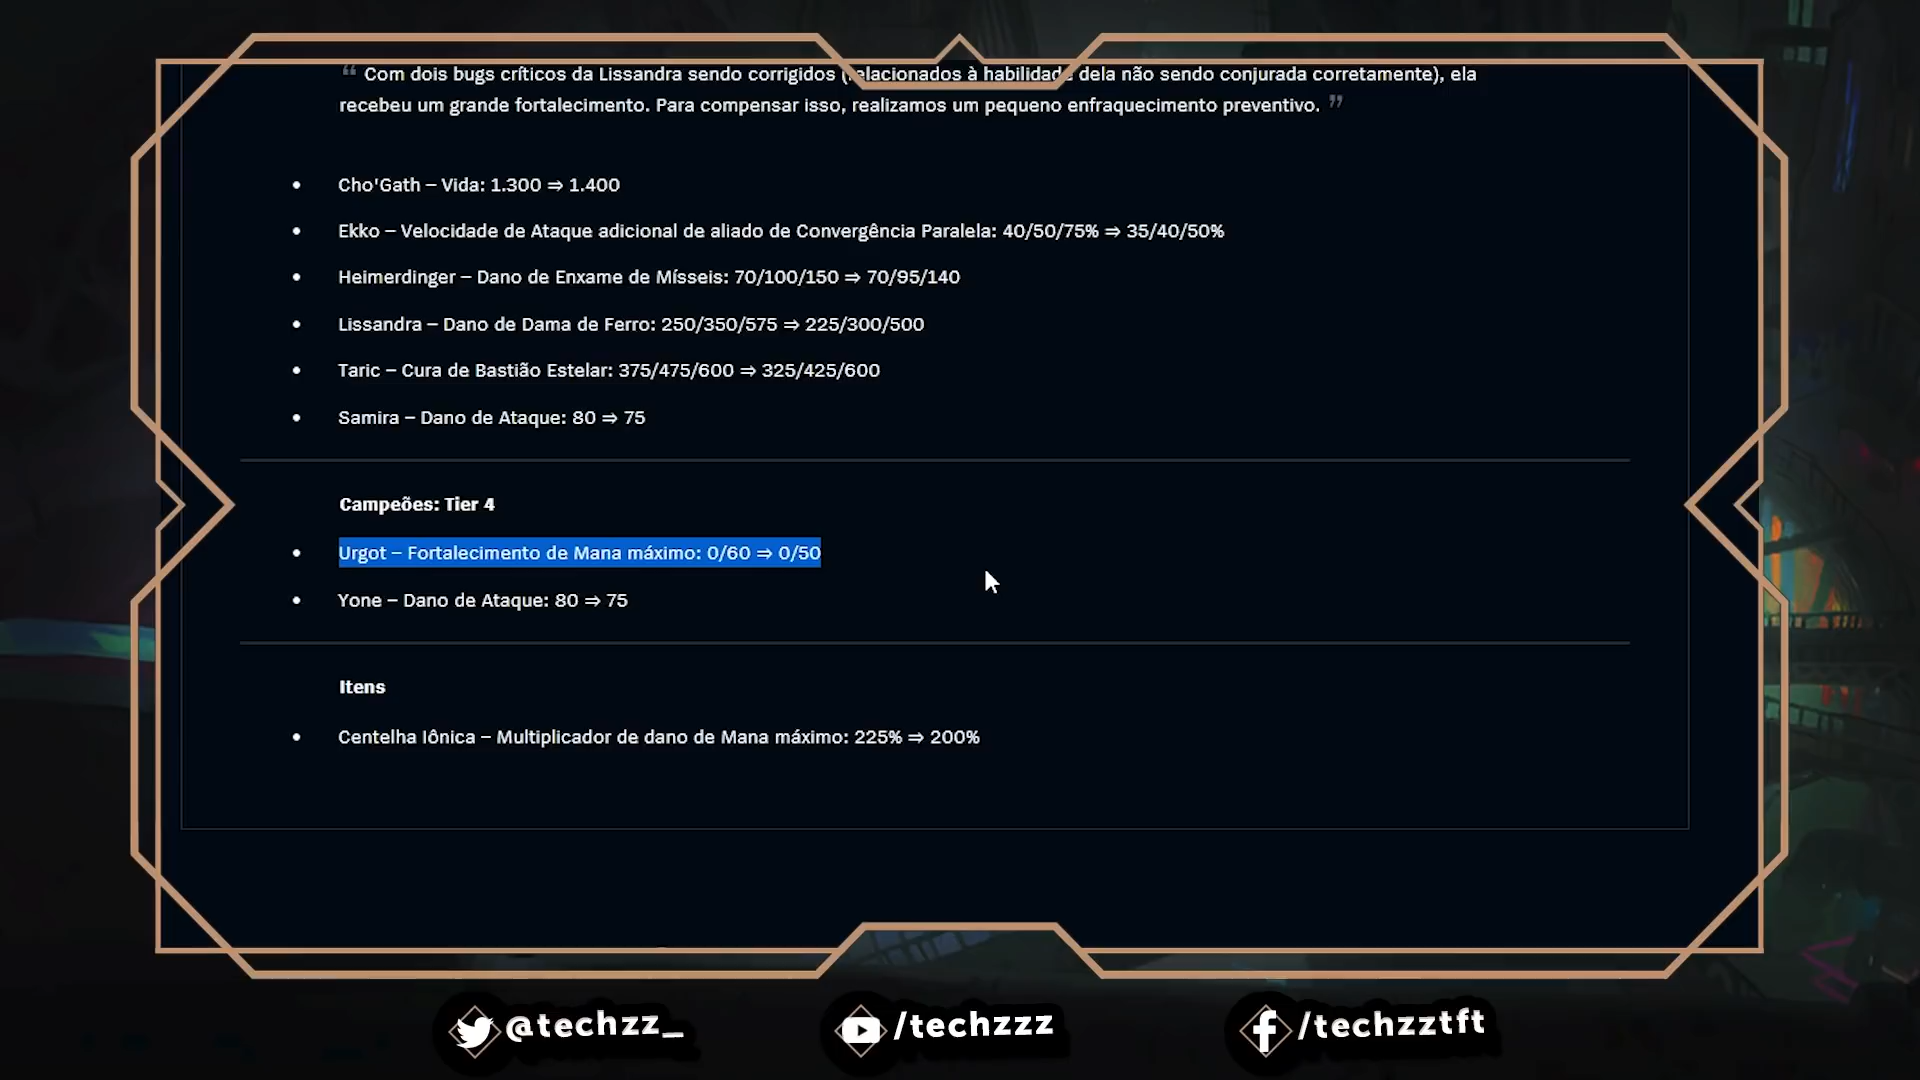 “ Com dois bugs críticos da Lissandra sendo corrigidos (relacionados à habilidade dela não sendo conjurada corretamente), ela
recebeu um grande fortalecimento. Para compensar isso, realizamos um pequeno enfraquecimento preventivo. ”
• Cho'Gath – Vida: 1.300 ⇒ 1.400
• Ekko – Velocidade de Ataque adicional de aliado de Convergência Paralela: 40/50/75% ⇒ 35/40/50%
• Heimerdinger – Dano de Enxame de Mísseis: 70/100/150 ⇒ 70/95/140
• Lissandra – Dano de Dama de Ferro: 250/350/575 ⇒ 225/300/500
• Taric – Cura de Bastião Estelar: 375/475/600 ⇒ 325/425/600
• Samira – Dano de Ataque: 80 ⇒ 75
Campeões: Tier 4
• Urgot – Fortalecimento de Mana máximo: 0/60 ⇒ 0/50
• Yone – Dano de Ataque: 80 ⇒ 75
Itens
• Centelha Iônica – Multiplicador de dano de Mana máximo: 225% ⇒ 200%
@techzz_ /techzzz /techzztft